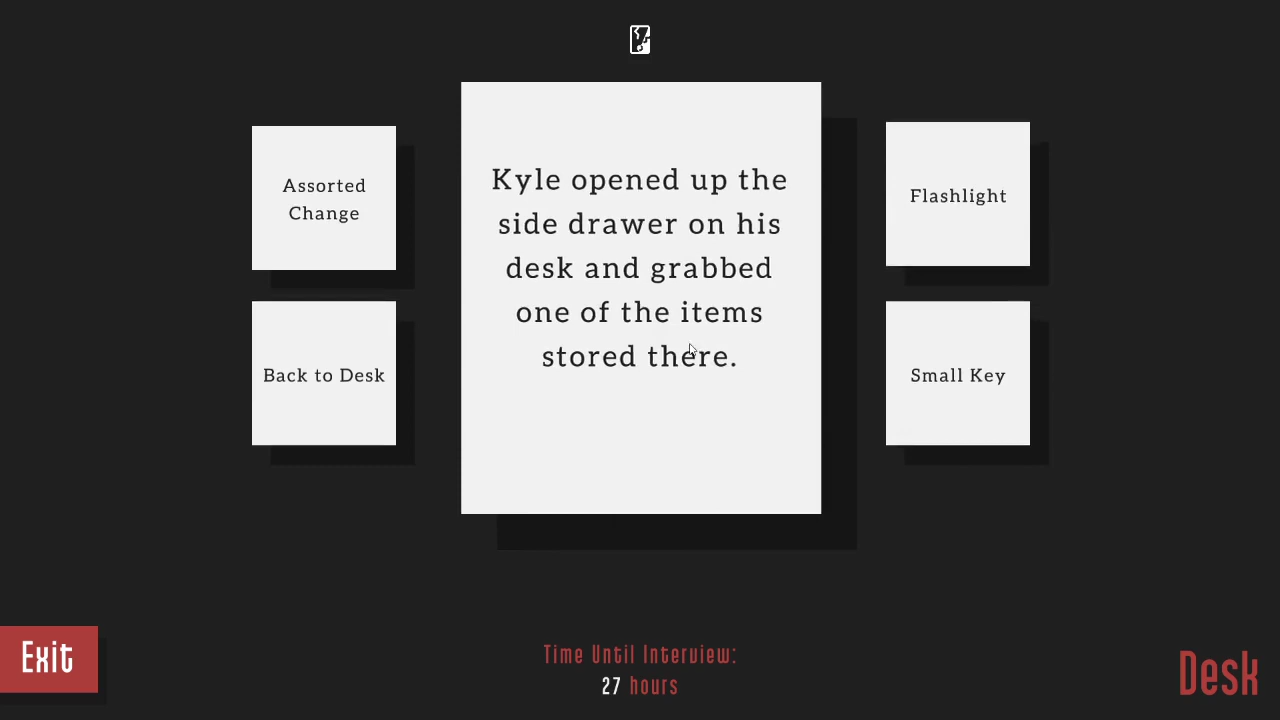 Assorted
Change
Back to Desk
Kyle opened up the
side drawer on his
desk and grabbed
one of the items
stored there.
Flashlight
Small Key
Exit
Time Until Interview:
27 hours
Desk